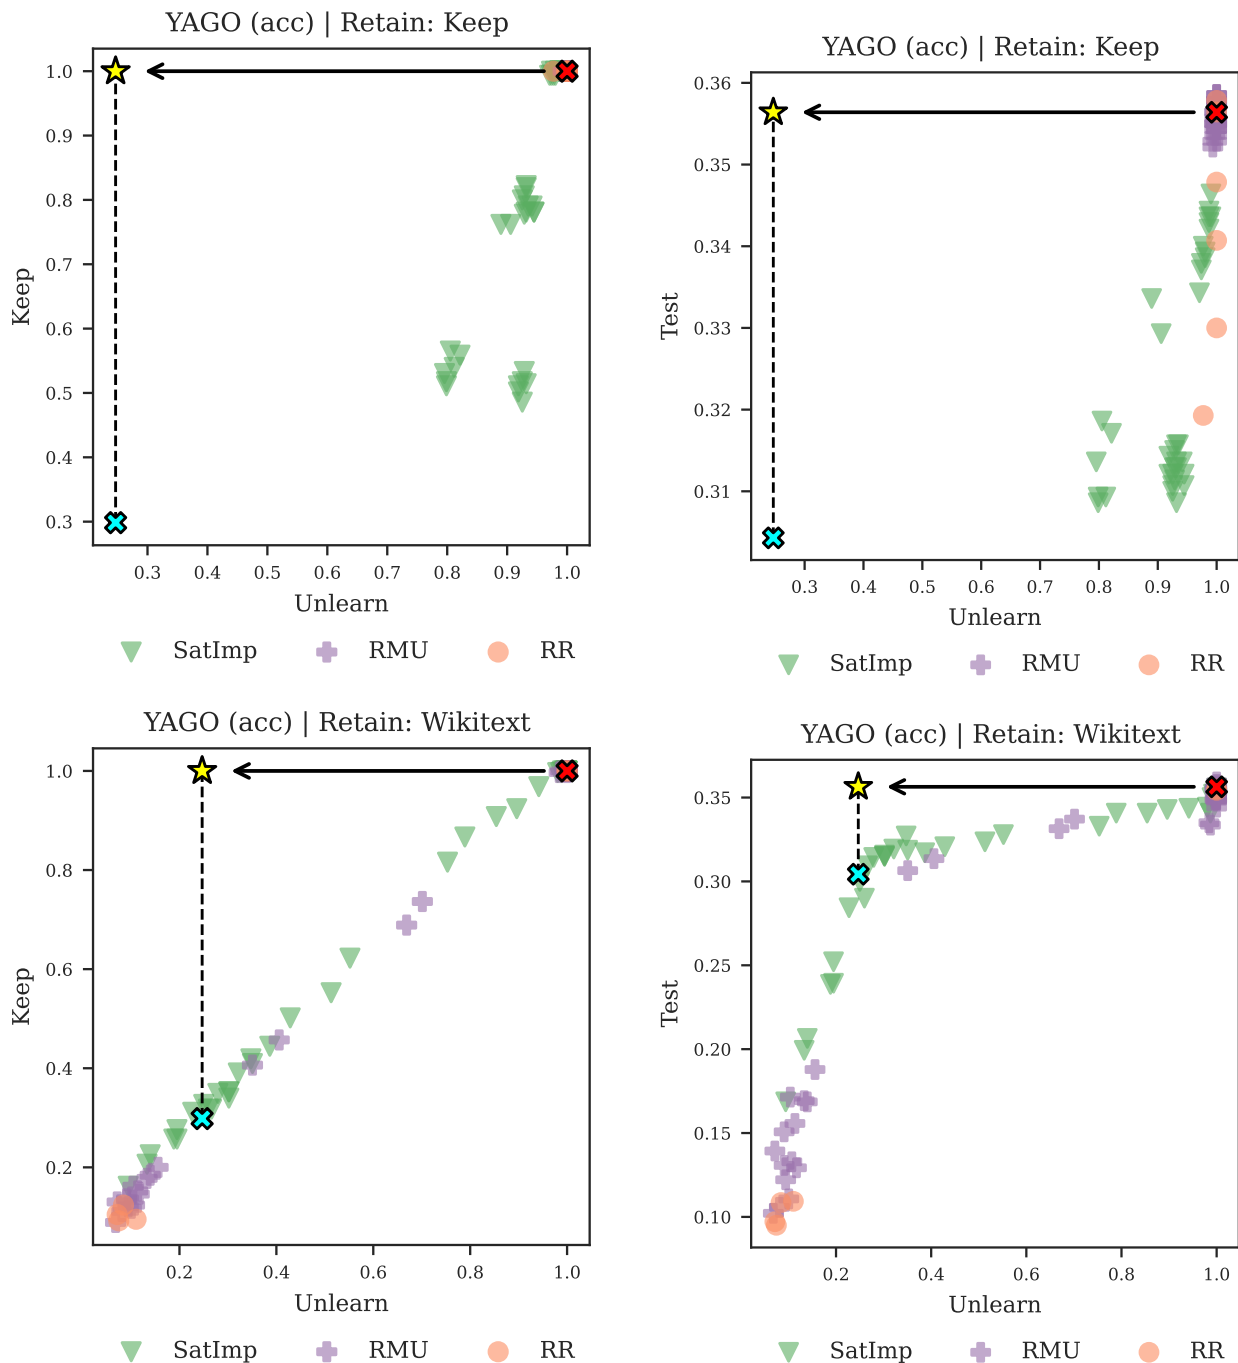 YAGO (acc) | Retain: Keep
1.0
0.9
0.8
0.7
0.6
0.5
0.4
0.3
Keep
0.3 0.4 0.5 0.6 0.7 0.8 0.9 1.0
Unlearn
SatImp RMU RR
YAGO (acc) | Retain: Keep
0.36
0.35
0.34
0.33
0.32
0.31
Test
0.3 0.4 0.5 0.6 0.7 0.8 0.9 1.0
Unlearn
SatImp RMU RR
YAGO (acc) | Retain: Wikitext
1.0
0.8
0.6
0.4
0.2
Keep
0.2 0.4 0.6 0.8 1.0
Unlearn
SatImp RMU RR
YAGO (acc) | Retain: Wikitext
0.35
0.30
0.25
0.20
0.15
0.10
Test
0.2 0.4 0.6 0.8 1.0
Unlearn
SatImp RMU RR